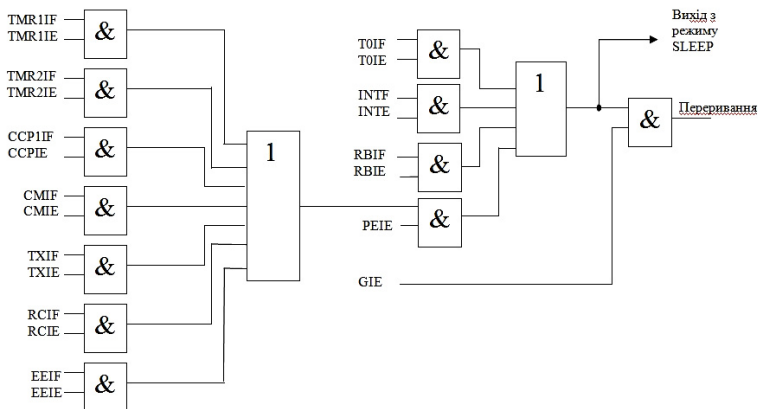 TMR1IF
TMR1IE
&
TMR2IF
TMR2IE
&
CCP1IF
CCPIE
&
CMIF
CMIE
&
TXIF
TXIE
&
RCIF
RCIE
&
EEIF
EEIE
&
1
T0IF
T0IE
&
INTF
INTE
&
RBIF
RBIE
&
PEIE
&
GIE
1
Вихід з
режиму
SLEEP
&
Переривання